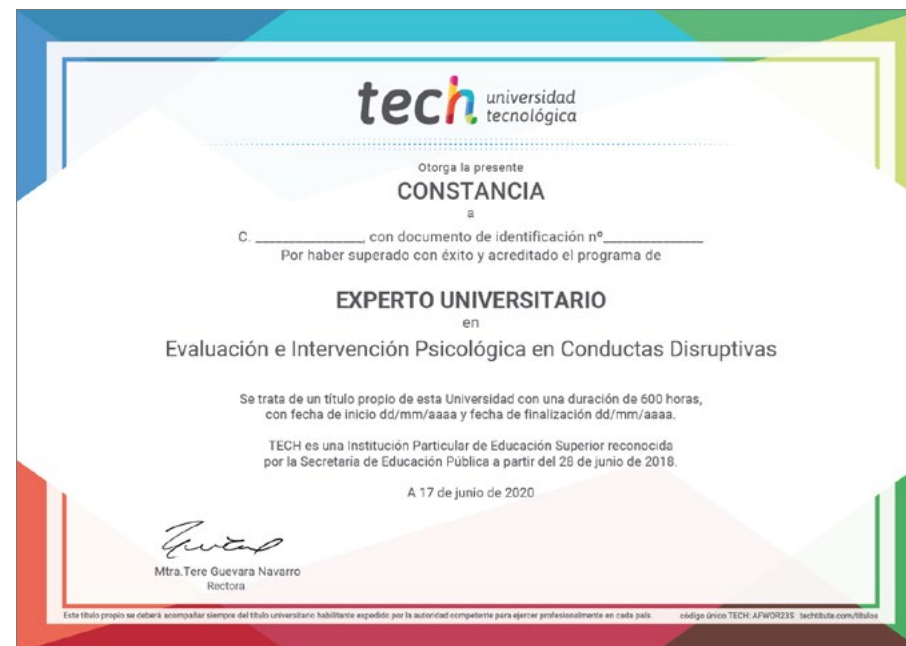 tech universidad
tecnológica
Otorga la presente
CONSTANCIA
a
C. ________________, con documento de identificación nº_______________
Por haber superado con éxito y acreditado el programa de
EXPERTO UNIVERSITARIO
en
Evaluación e Intervención Psicológica en Conductas Disruptivas
Se trata de un título propio de esta Universidad con una duración de 600 horas,
con fecha de inicio dd/mm/aaaa y fecha de finalización dd/mm/aaaa.
TECH es una Institución Particular de Educación Superior reconocida
por la Secretaría de Educación Pública a partir del 28 de junio de 2018.
A 17 de junio de 2020
Mtra.Tere Guevara Navarro
Rectora
Este título propio se deberá acompañar siempre del título universitario habilitante expedido por la autoridad competente para ejercer profesionalmente en cada país. código único TECH: AFWOR23S techtitute.com/titulos